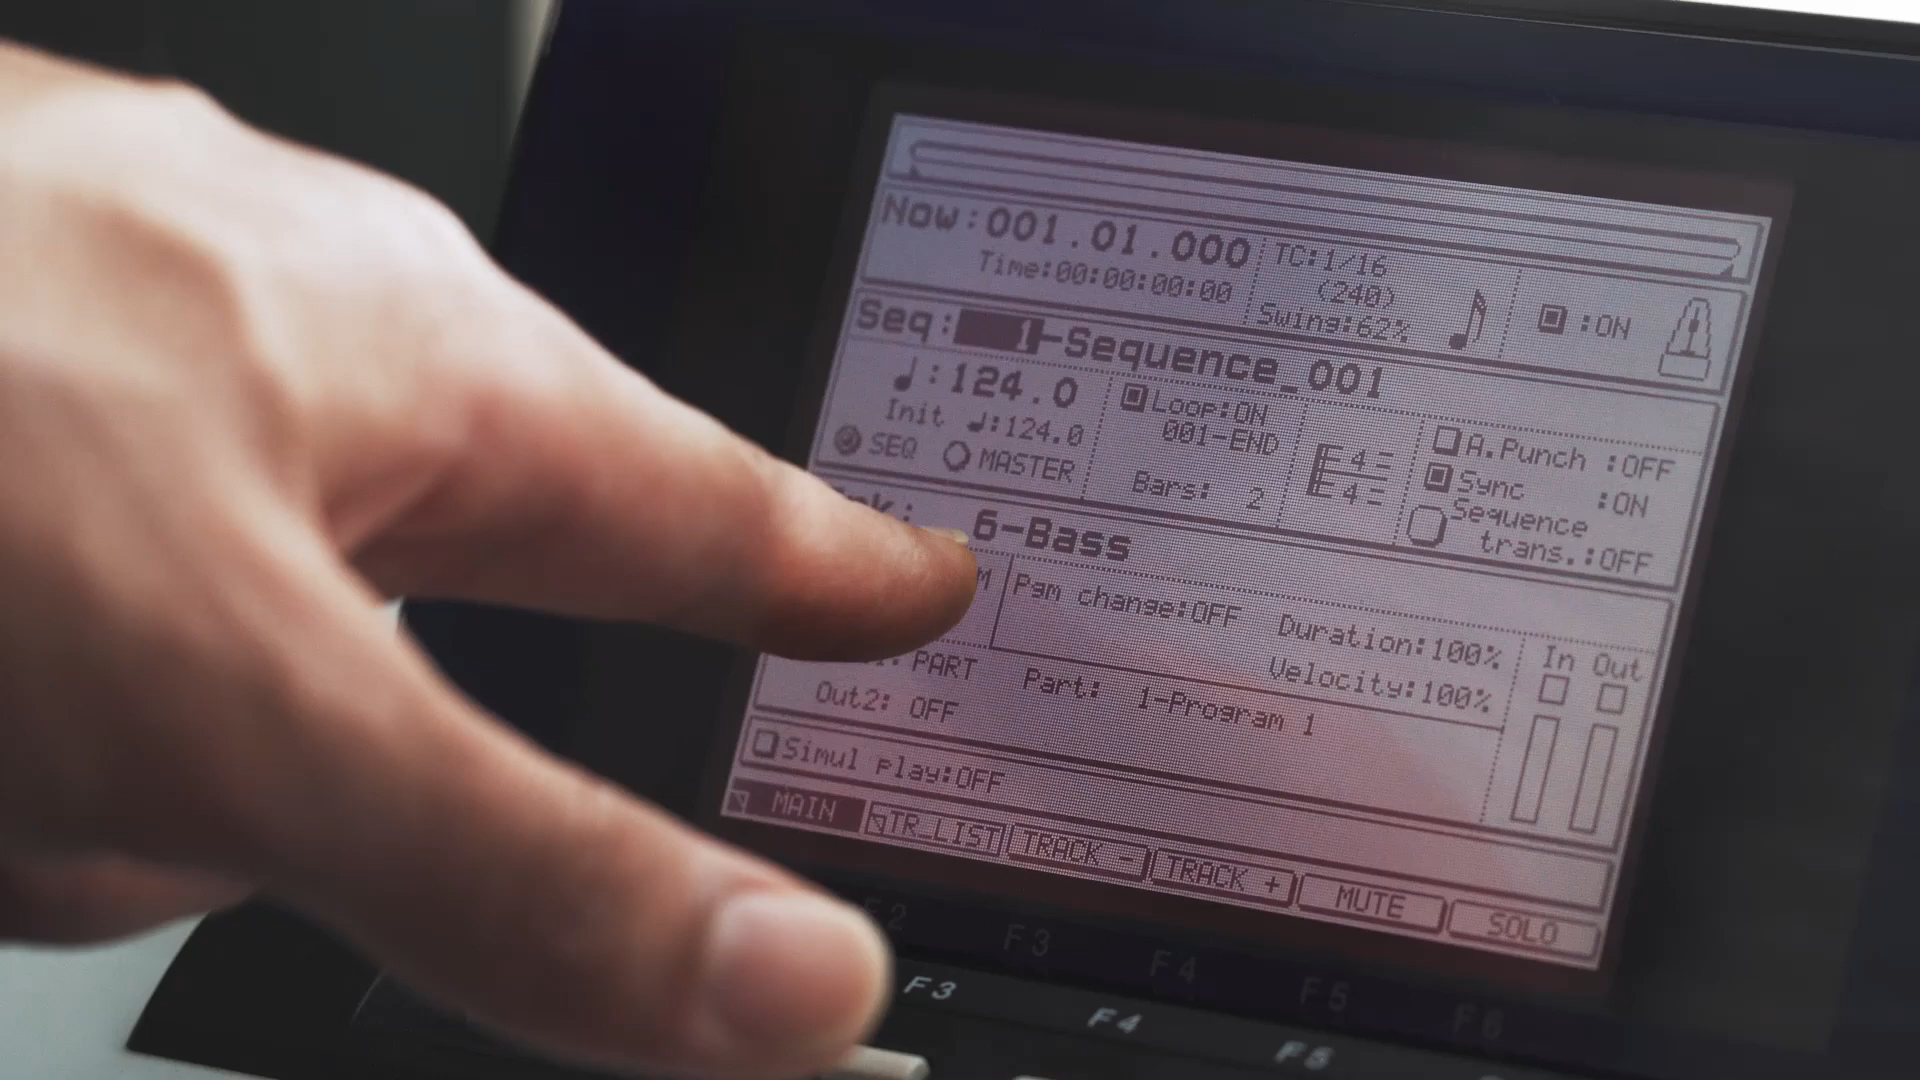 Now:001.01.000
Time:00:00:00:00
TC:1/16
(240)
Swing:62%
:ON
Seq: 1-Sequence_001
♩:124.0
Init ♩:124.0
SEQ MASTER
Loop:ON
001-END
Bars: 2
4
4
A.Punch :OFF
Sync :ON
Sequence
trans.:OFF
6-Bass
Pgm change:OFF
Duration:100%
Velocity:100%
In Out
: PART
Part: 1-Program 1
Out2: OFF
Simul play:OFF
MAIN TR_LIST TRACK - TRACK + MUTE SOLO
F2 F3 F4 F5 F6
F3 F4 F5